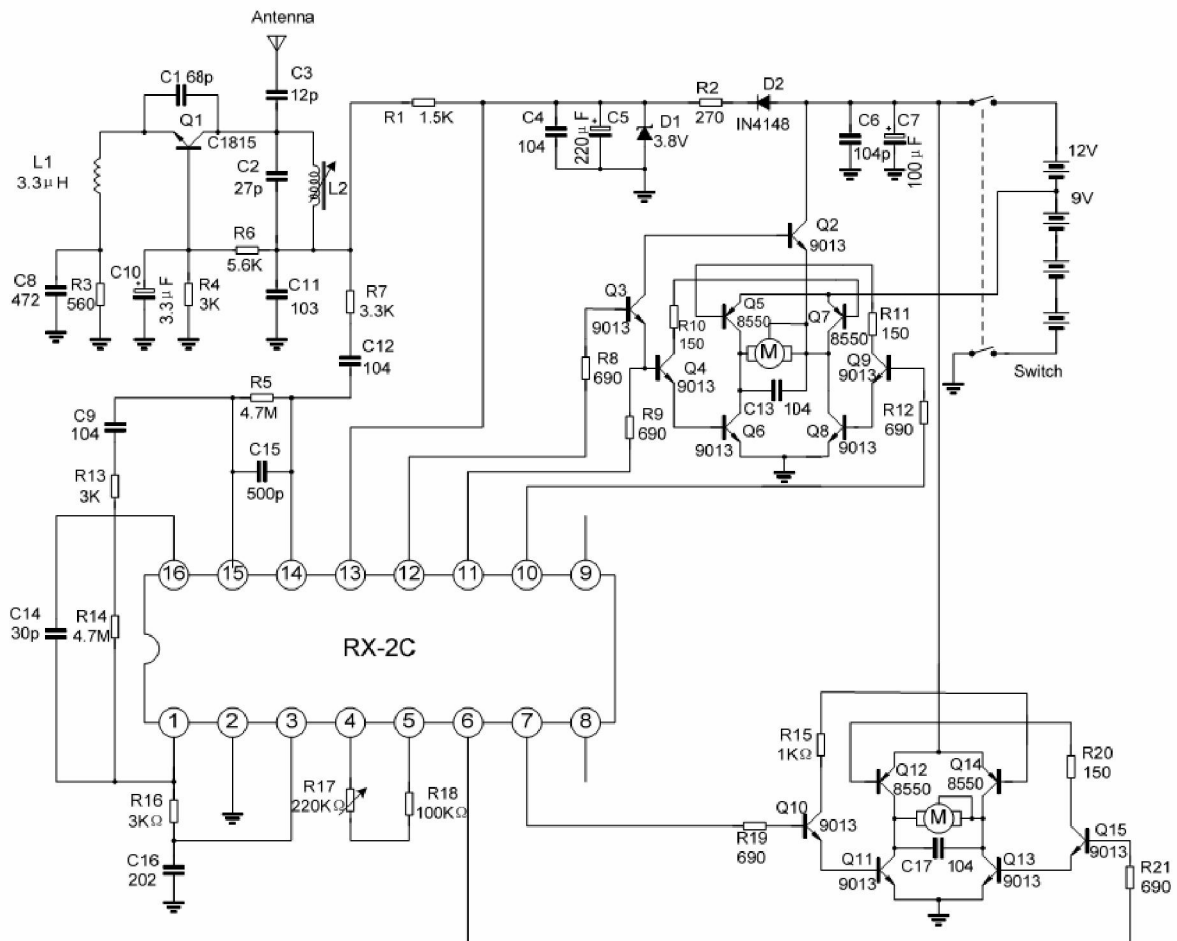 Antenna
C1 68p
C3
12p
Q1
C1815
L1
3.3μH
C2
27p
L2
R1 1.5K
C4
104
220μF
C5
D1
3.8V
R2
270
D2
IN4148
C6
104p
C7
100μF
12V
9V
Switch
C8
472
R3
560
C10
3.3μF
R4
3K
R6
5.6K
C11
103
R7
3.3K
C12
104
R5
4.7M
C15
500p
C9
104
R13
3K
C14
30p
R14
4.7M
Q2
9013
Q3
9013
R8
690
R9
690
R10
150
Q4
9013
Q5
8550
Q7
8550
M
C13 104
Q6
9013
Q8
9013
R11
150
Q9
9013
R12
690
16
15
14
13
12
11
10
9
RX-2C
1
2
3
4
5
6
7
8
R16
3KΩ
C16
202
R17
220KΩ
R18
100KΩ
R19
690
R15
1KΩ
Q10
9013
Q11
9013
Q12
8550
Q14
8550
M
C17 104
Q13
9013
R20
150
Q15
9013
R21
690